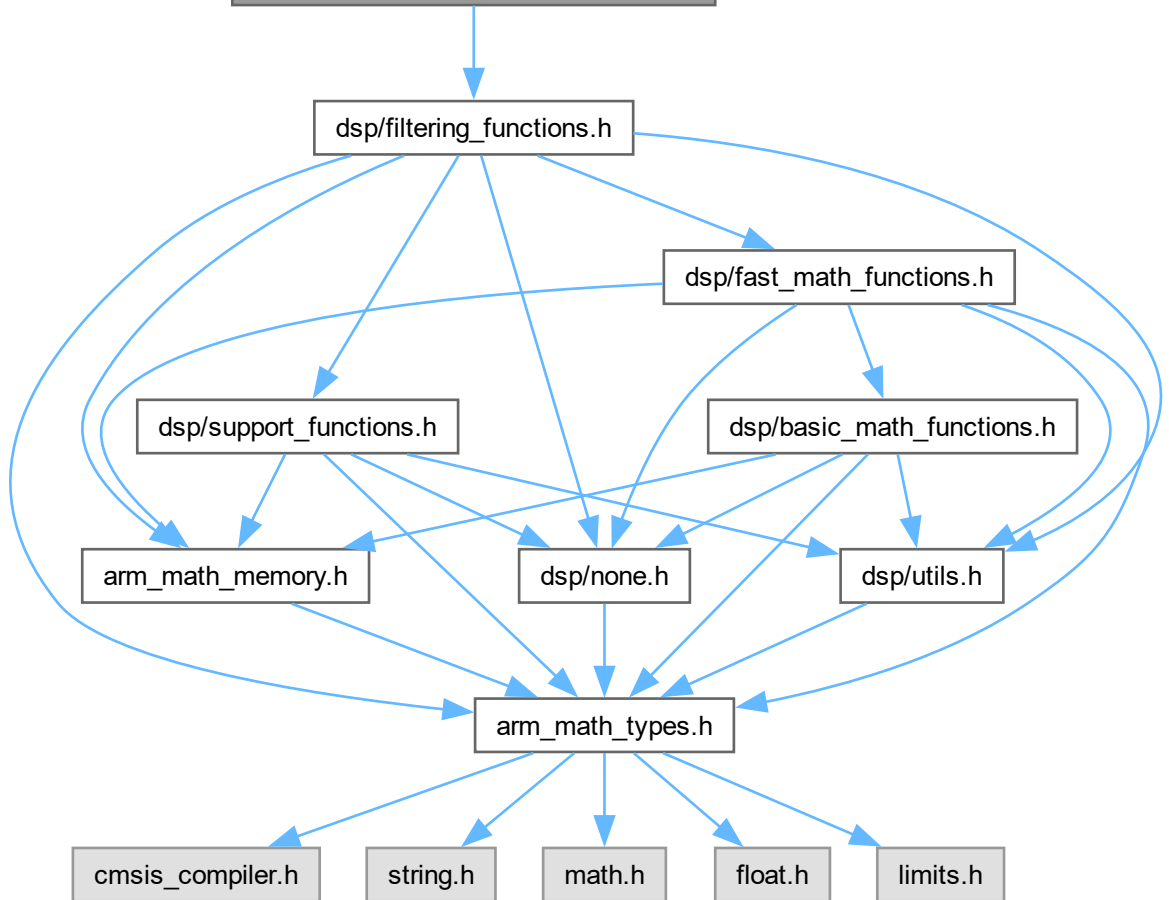 dsp/filtering_functions.h
dsp/fast_math_functions.h
dsp/support_functions.h
dsp/basic_math_functions.h
arm_math_memory.h
dsp/none.h
dsp/utils.h
arm_math_types.h
cmsis_compiler.h
string.h
math.h
float.h
limits.h